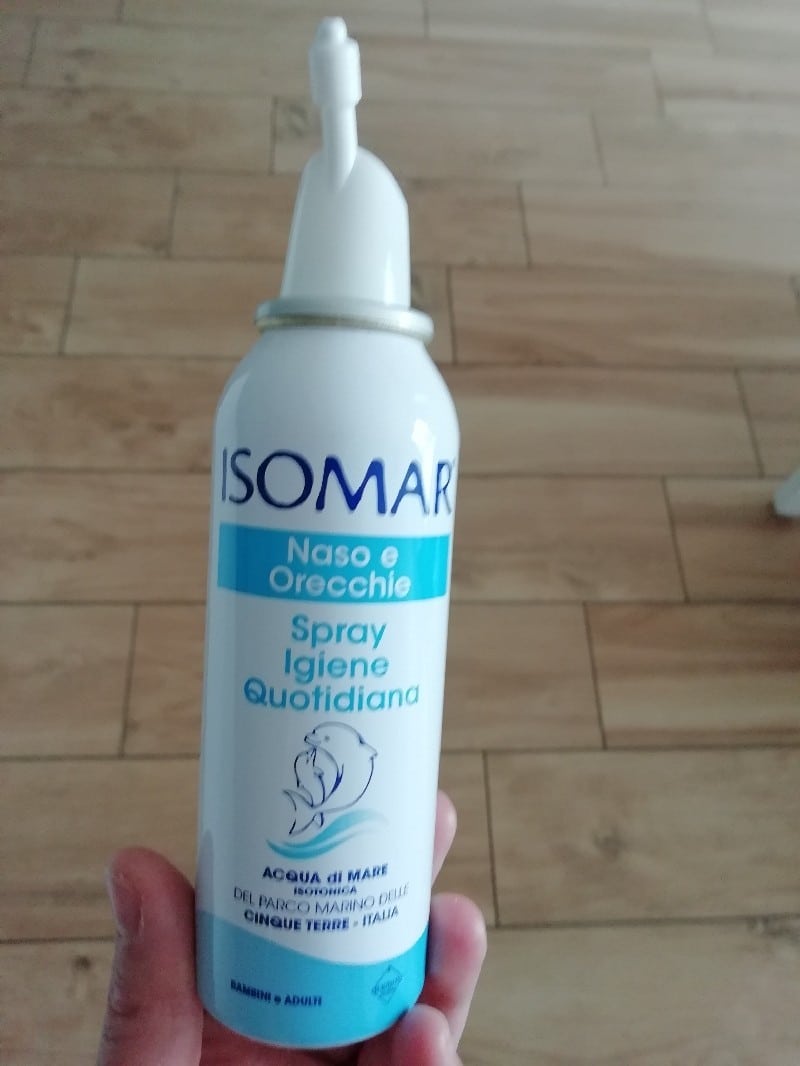 ISOMAR
Naso e
Orecchie
Spray
Igiene
Quotidiana
ACQUA di MARE
ISOTONICA
DEL PARCO MARINO DELLE
CINQUE TERRE - ITALIA
BAMBINI e ADULTI